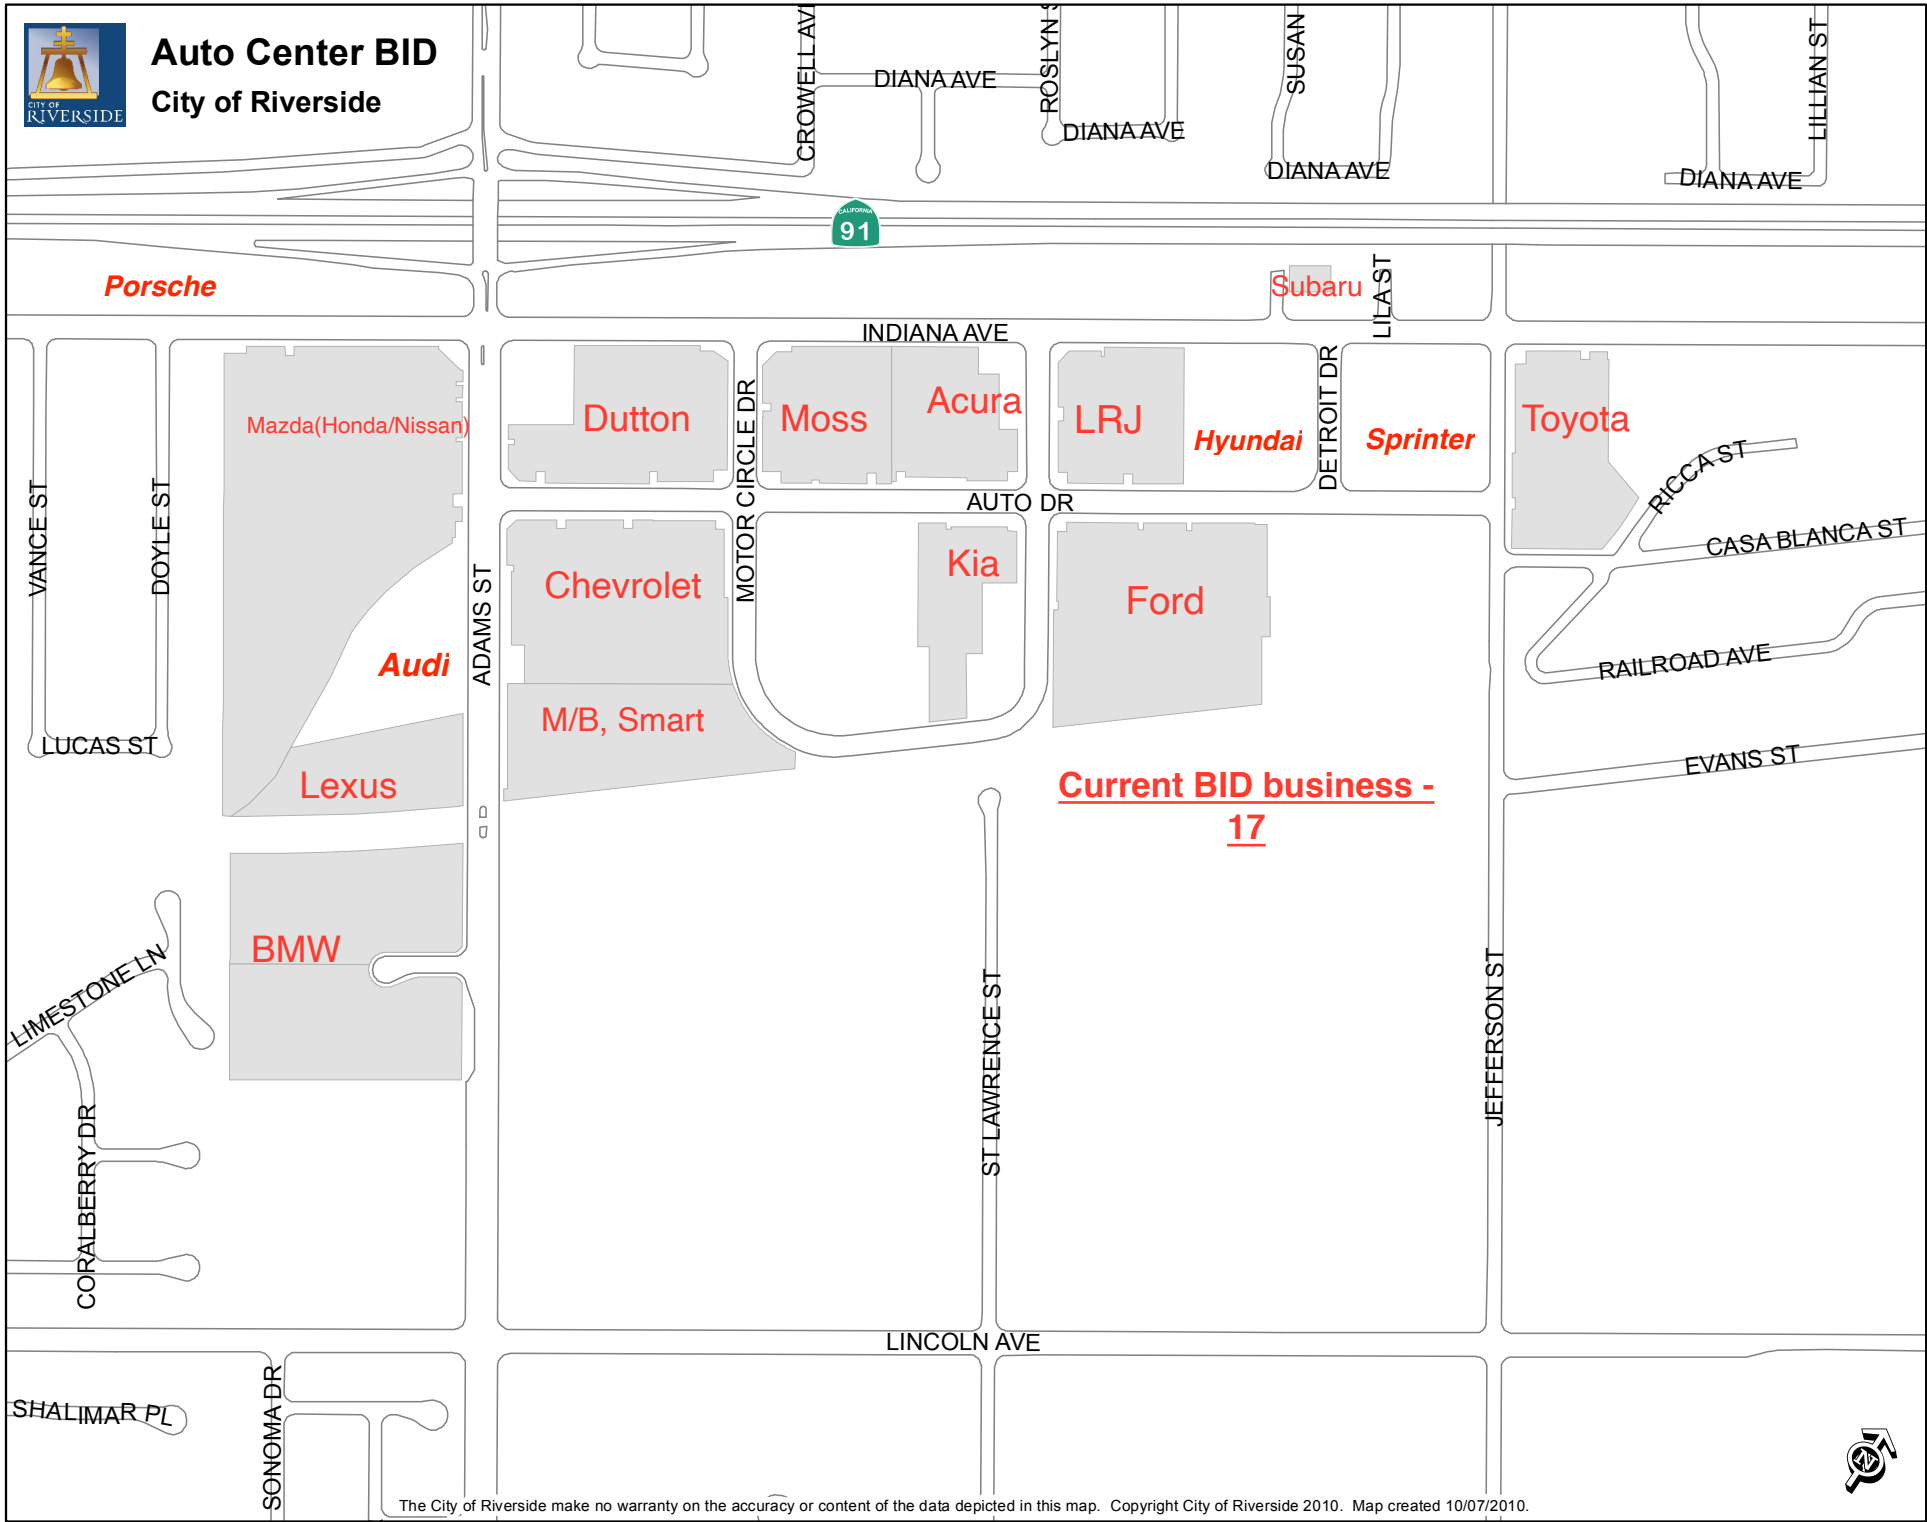 Auto Center BID
City of Riverside
CITY OF
RIVERSIDE
CROWELL AV
DIANA AVE
ROSLYN S
DIANA AVE
SUSAN
DIANA AVE
LILLIAN ST
DIANA AVE
CALIFORNIA
91
Porsche
Subaru
LILA ST
INDIANA AVE
Mazda(Honda/Nissan)
Dutton
MOTOR CIRCLE DR
Moss
Acura
LRJ
Hyundai
DETROIT DR
Sprinter
Toyota
RICCA ST
AUTO DR
VANCE ST
DOYLE ST
ADAMS ST
Chevrolet
Kia
Ford
CASA BLANCA ST
Audi
RAILROAD AVE
M/B, Smart
LUCAS ST
Lexus
EVANS ST
Current BID business -
17
BMW
LIMESTONE LN
ST LAWRENCE ST
JEFFERSON ST
CORALBERRY DR
LINCOLN AVE
SHALIMAR PL
SONOMA DR
N
The City of Riverside make no warranty on the accuracy or content of the data depicted in this map. Copyright City of Riverside 2010. Map created 10/07/2010.